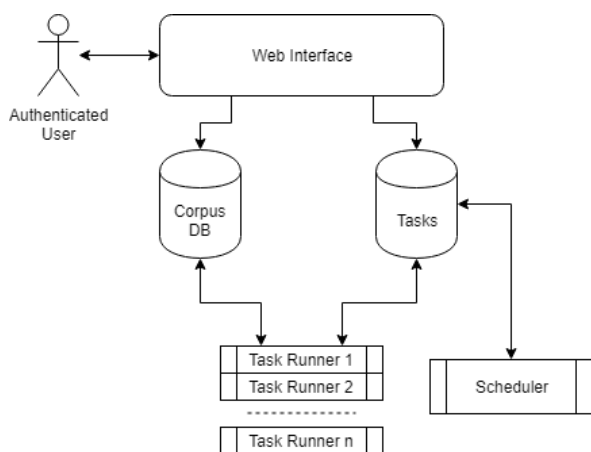 Web Interface
Authenticated
User
Corpus
DB
Tasks
Task Runner 1
Task Runner 2
Task Runner n
Scheduler